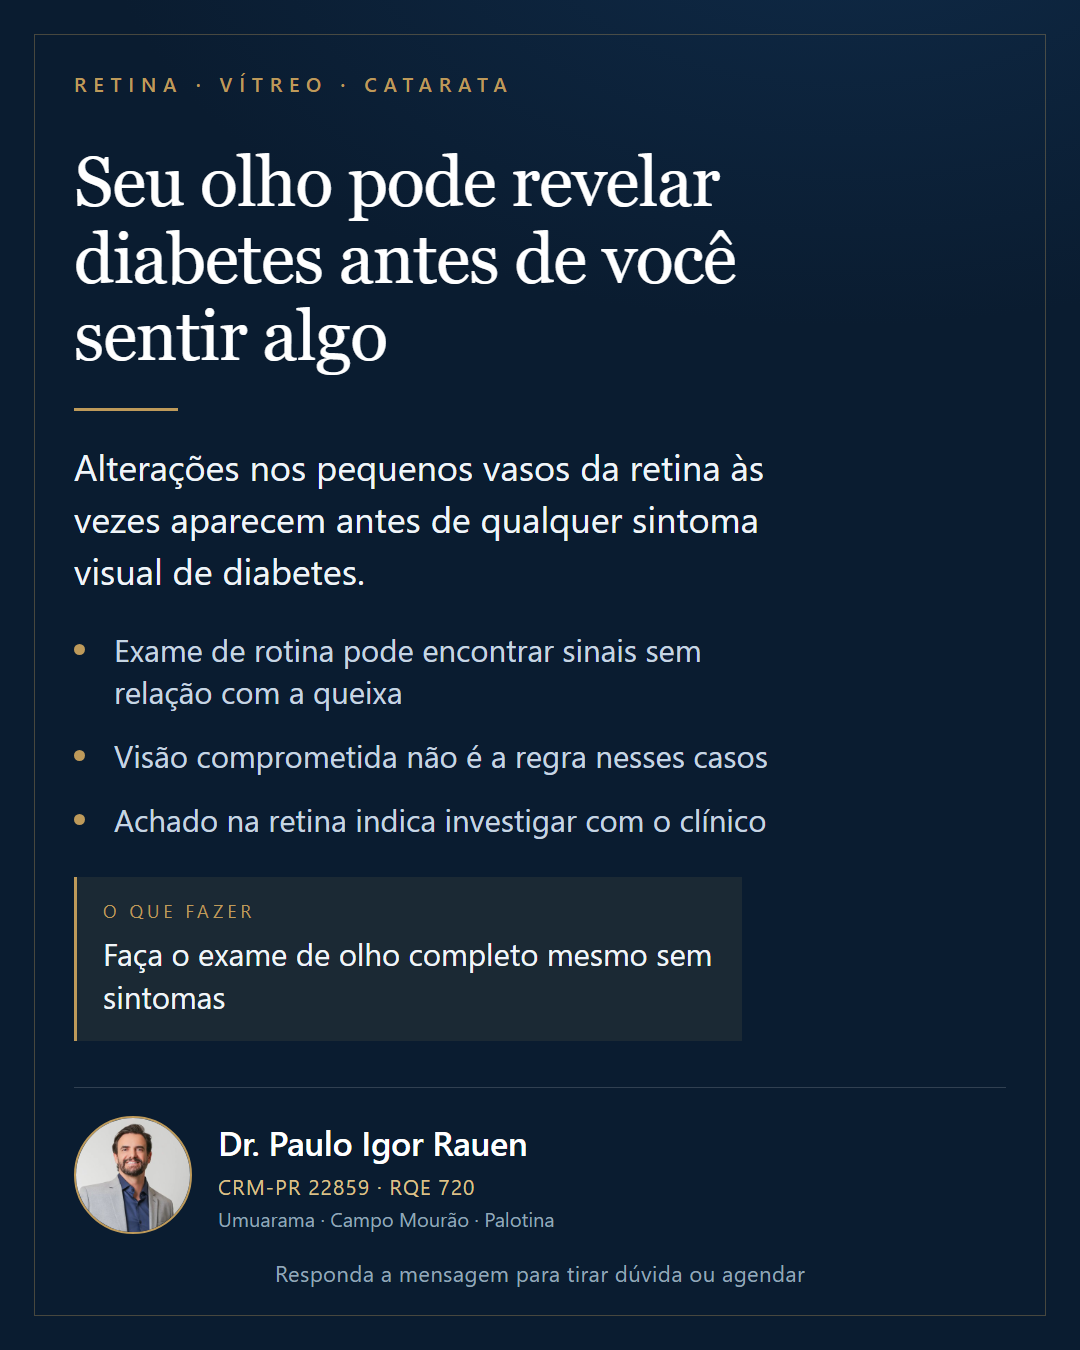 RETINA · VÍTREO · CATARATA
Seu olho pode revelar
diabetes antes de você
sentir algo
Alterações nos pequenos vasos da retina às
vezes aparecem antes de qualquer sintoma
visual de diabetes.
Exame de rotina pode encontrar sinais sem
relação com a queixa
Visão comprometida não é a regra nesses casos
Achado na retina indica investigar com o clínico
O QUE FAZER
Faça o exame de olho completo mesmo sem
sintomas
Dr. Paulo Igor Rauen
CRM-PR 22859 · RQE 720
Umuarama · Campo Mourão · Palotina
Responda a mensagem para tirar dúvida ou agendar